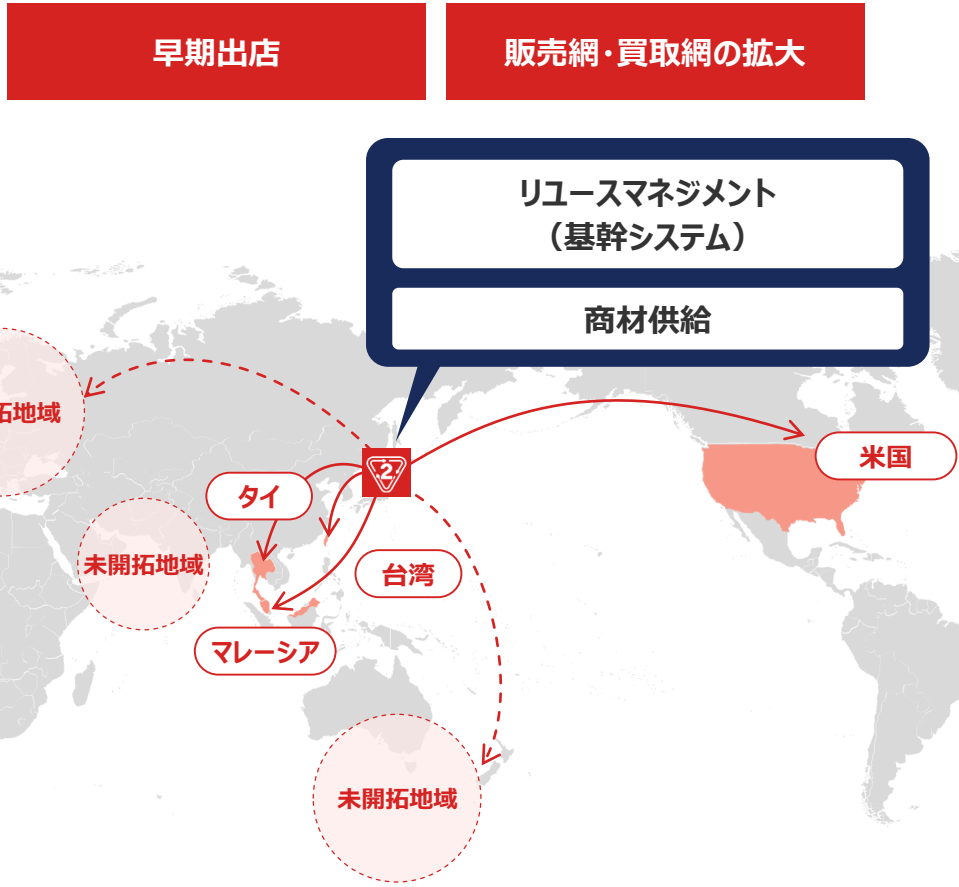 早期出店
販売網・買取網の拡大
リユースマネジメント
（基幹システム）
商材供給
拓地域
米国
2
タイ
未開拓地域
台湾
マレーシア
未開拓地域